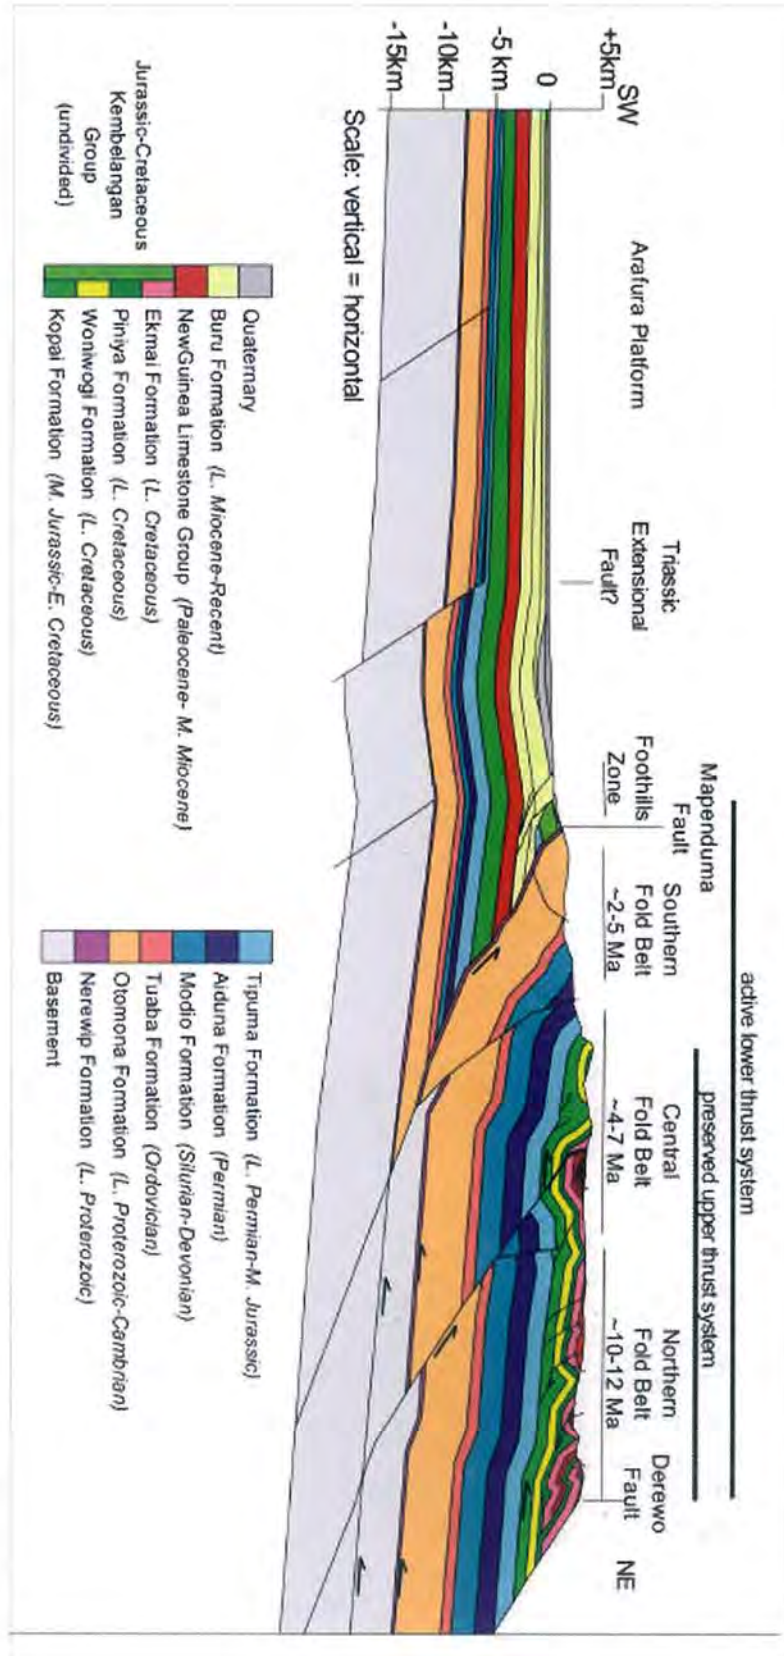 active lower thrust system
preserved upper thrust system
Mapenduma
Fault
Triassic
Extensional
Fault?
Foothills
Zone
Southern
Fold Belt
~2-5 Ma
Central
Fold Belt
~4-7 Ma
Northern
Fold Belt
~10-12 Ma
Derewo
Fault
SW
Arafura Platform
NE
+5km
0
-5 km
-10km
-15km
Scale: vertical = horizontal
Jurassic-Cretaceous
Kembelangan
Group
(undivided)
Quaternary
Buru Formation (L. Miocene-Recent)
NewGuinea Limestone Group (Paleocene- M. Miocene)
Ekmai Formation (L. Cretaceous)
Piniya Formation (L. Cretaceous)
Woniwogi Formation (L. Cretaceous)
Kopai Formation (M. Jurassic-E. Cretaceous)
Tipuma Formation (L. Permian-M. Jurassic)
Aiduna Formation (Permian)
Modio Formation (Silurian-Devonian)
Tuaba Formation (Ordovician)
Otomona Formation (L. Proterozoic-Cambrian)
Nerewip Formation (L. Proterozoic)
Basement